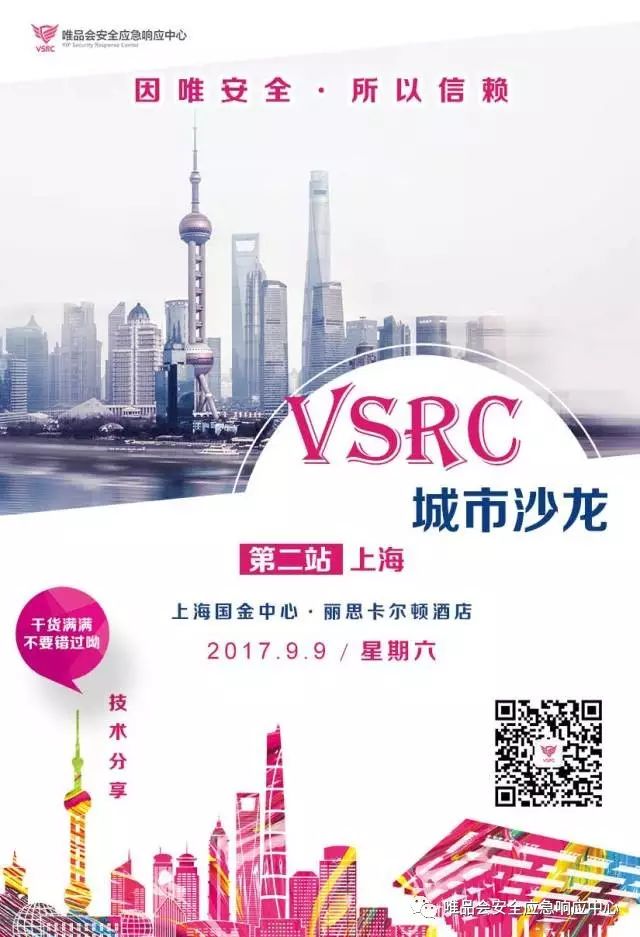 唯品会安全应急响应中心
VIP Security Response Center
VSRC
因唯安全·所以信赖
VSRC
城市沙龙
第二站 上海
上海国金中心·丽思卡尔顿酒店
2017.9.9 / 星期六
干货满满
不要错过呦
技术分享
VSRC
唯品会安全应急响应中心